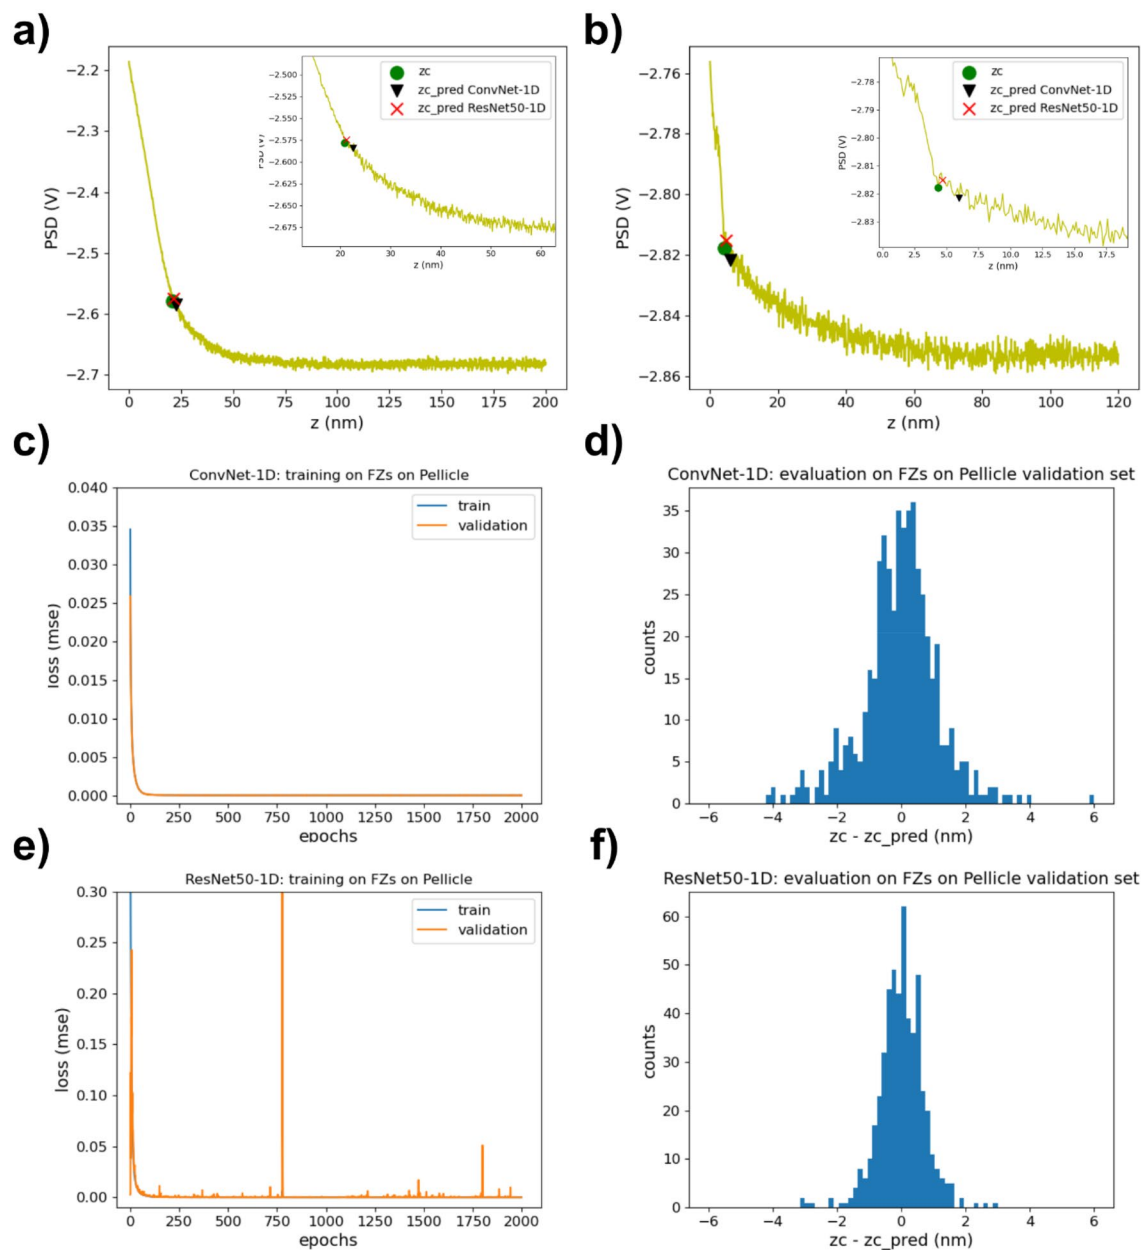 a)
−2.2
−2.3
−2.4
−2.5
−2.6
−2.7
PSD (V)
0 25 50 75 100 125 150 175 200
z (nm)
−2.500
−2.525
−2.550
−2.575
−2.600
−2.625
−2.650
−2.675
PSD (V)
20 30 40 50 60
z (nm)
zc
zc_pred ConvNet-1D
zc_pred ResNet50-1D
b)
−2.76
−2.78
−2.80
−2.82
−2.84
−2.86
PSD (V)
0 20 40 60 80 100 120
z (nm)
−2.78
−2.79
−2.80
−2.81
−2.82
−2.83
PSD (V)
0.0 2.5 5.0 7.5 10.0 12.5 15.0 17.5
z (nm)
zc
zc_pred ConvNet-1D
zc_pred ResNet50-1D
c)
ConvNet-1D: training on FZs on Pellicle
0.040
0.035
0.030
0.025
0.020
0.015
0.010
0.005
0.000
loss (mse)
train
validation
0 250 500 750 1000 1250 1500 1750 2000
epochs
d)
ConvNet-1D: evaluation on FZs on Pellicle validation set
35
30
25
20
15
10
5
0
counts
−6 −4 −2 0 2 4 6
zc - zc_pred (nm)
e)
ResNet50-1D: training on FZs on Pellicle
0.30
0.25
0.20
0.15
0.10
0.05
0.00
loss (mse)
train
validation
0 250 500 750 1000 1250 1500 1750 2000
epochs
f)
ResNet50-1D: evaluation on FZs on Pellicle validation set
60
50
40
30
20
10
0
counts
−6 −4 −2 0 2 4 6
zc - zc_pred (nm)